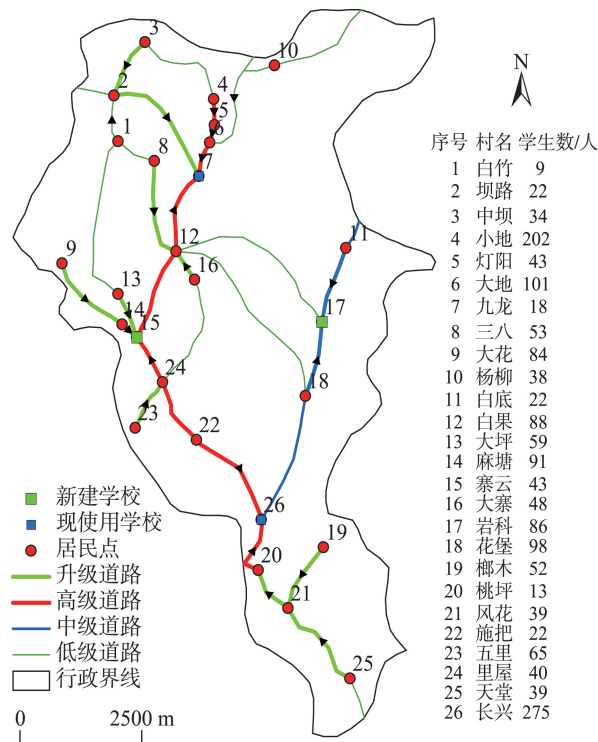 N
序号 村名 学生数/人
1 白竹 9
2 坝路 22
3 中坝 34
4 小地 202
5 灯阳 43
6 大地 101
7 九龙 18
8 三八 53
9 大花 84
10 杨柳 38
11 白底 22
12 白果 88
13 大坪 59
14 麻塘 91
15 寨云 43
16 大寨 48
17 岩科 86
18 花堡 98
19 榔木 52
20 桃坪 13
21 风花 39
22 施把 22
23 五里 65
24 里屋 40
25 天堂 39
26 长兴 275
3
10
2
4
5
1
6
8
7
12
11
9
16
13
14
15
17
24
18
23
22
26
19
20
21
25
新建学校
现使用学校
居民点
升级道路
高级道路
中级道路
低级道路
行政界线
0 2500 m